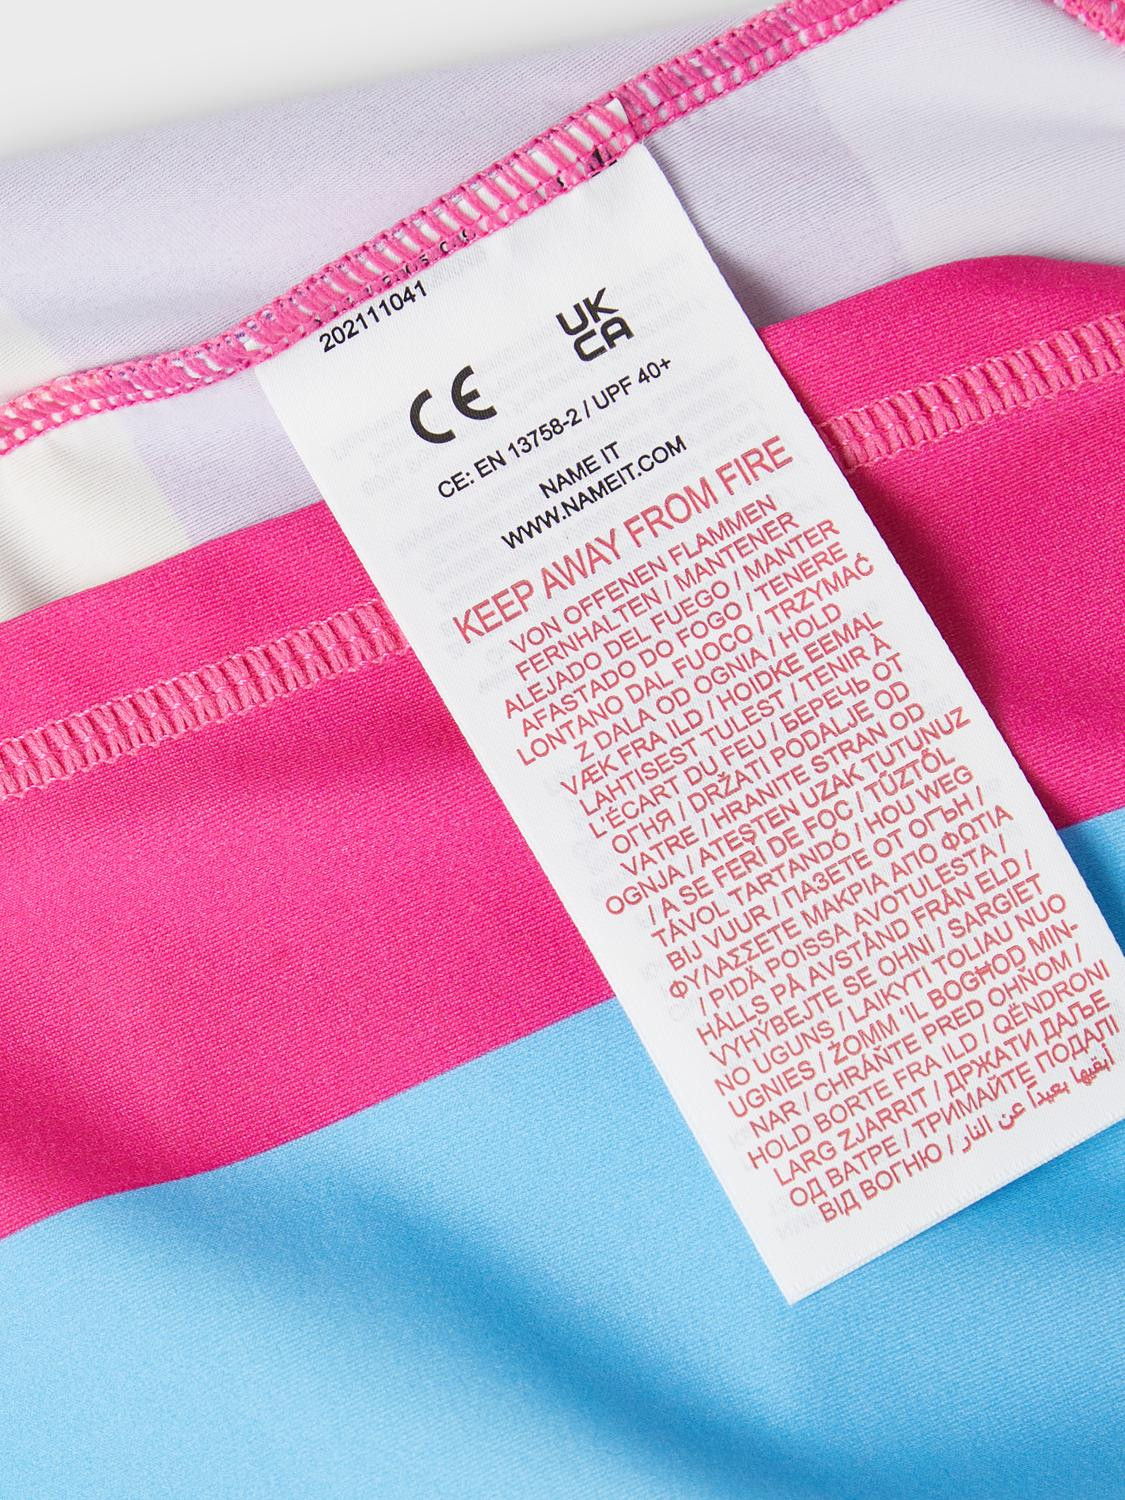 202111041
CE
UK
CA
CE: EN 13758-2 / UPF 40+
NAME IT
WWW.NAMEIT.COM
KEEP AWAY FROM FIRE
VON OFFENEN FLAMMEN
FERNHALTEN / MANTENER
ALEJADO DEL FUEGO / MANTER
AFASTADO DO FOGO / TENERE
LONTANO DAL FUOCO / TRZYMAĆ
Z DALA OD OGNIA / HOLD
VÆK FRA ILD / HOIDKE EEMAL
LAHTISEST TULEST / TENIR À
L'ÉCART DU FEU / БЕРЕЧЬ ОТ
ОГНЯ / DRŽATI PODALJE OD
VATRE / HRANITE STRAN OD
OGNJA / ATEŞTEN UZAK TUTUNUZ
/ A SE FERI DE FOC / TŰZTŐL
TÁVOL TARTANDÓ / HOU WEG
BIJ VUUR / ПАЗЕТЕ ОТ ОГЪН /
ΦΥΛΑΣΣΕΤΕ ΜΑΚΡΙΑ ΑΠΟ ΦΩΤΙΑ
/ PIDÄ POISSA AVOTULESTA /
HÅLLS PÅ AVSTÅND FRÅN ELD /
VYHÝBEJTE SE OHNI / SARGIET
NO UGUNS / LAIKYTI TOLIAU NUO
UGNIES / ŻOMM 'IL BOGĦOD MIN-
NAR / CHRÁŇTE PRED OHŇOM /
HOLD BORTE FRA ILD / QËNDRONI
LARG ZJARRIT / ДРЖАТИ ДАЉЕ
ОД ВАТРЕ / ТРИМАЙТЕ ПОДАЛІ
ВІД ВОГНЮ / أبقيها بعيداً عن النار